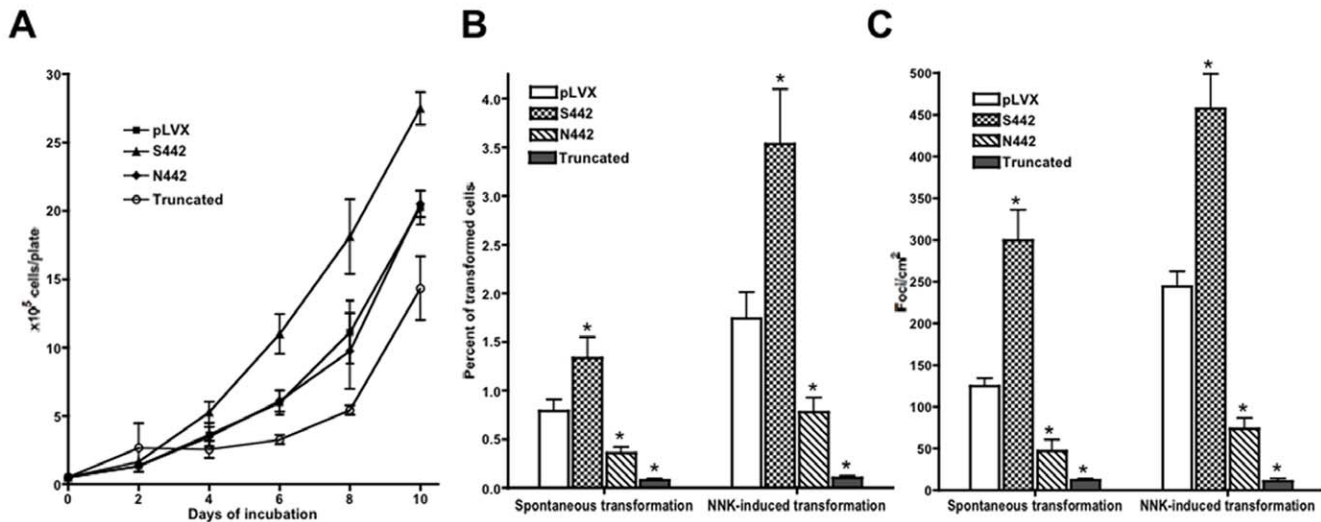 A
x10⁵ cells/plate
30
25
20
15
10
5
0
pLVX
S442
N442
Truncated
0 2 4 6 8 10
Days of incubation
B
Percent of transformed cells
4.0
3.5
3.0
2.5
2.0
1.5
1.0
0.5
0.0
pLVX
S442
N442
Truncated
* * * * * *
Spontaneous transformation NNK-induced transformation
C
Foci/cm²
500
450
400
350
300
250
200
150
100
50
0
pLVX
S442
N442
Truncated
* * * * * *
Spontaneous transformation NNK-induced transformation